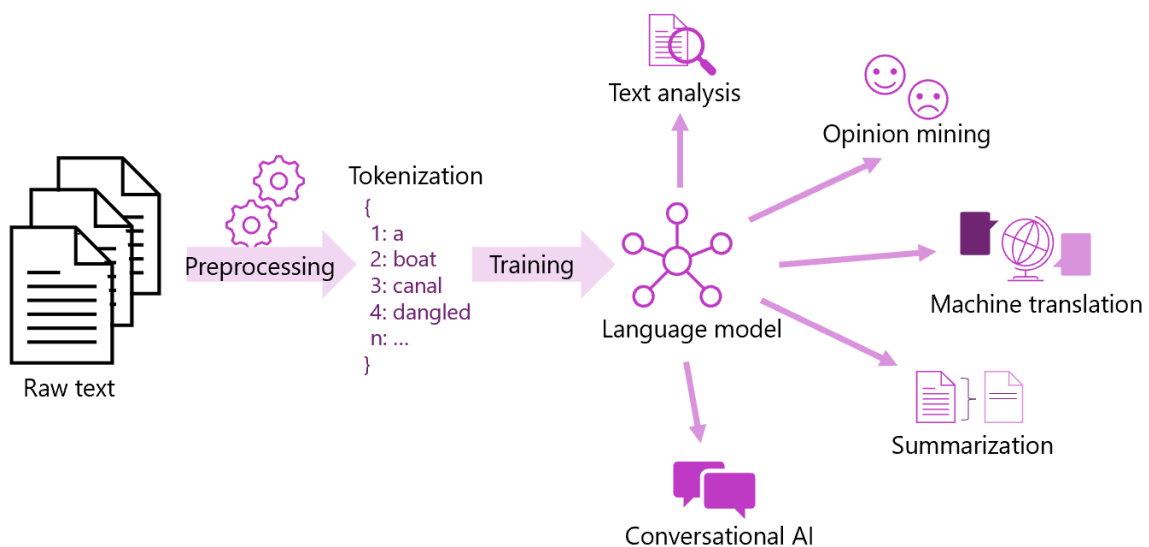 Raw text
Preprocessing
Tokenization
{
1: a
2: boat
3: canal
4: dangled
n: ...
}
Training
Language model
Text analysis
Opinion mining
Machine translation
Summarization
Conversational AI